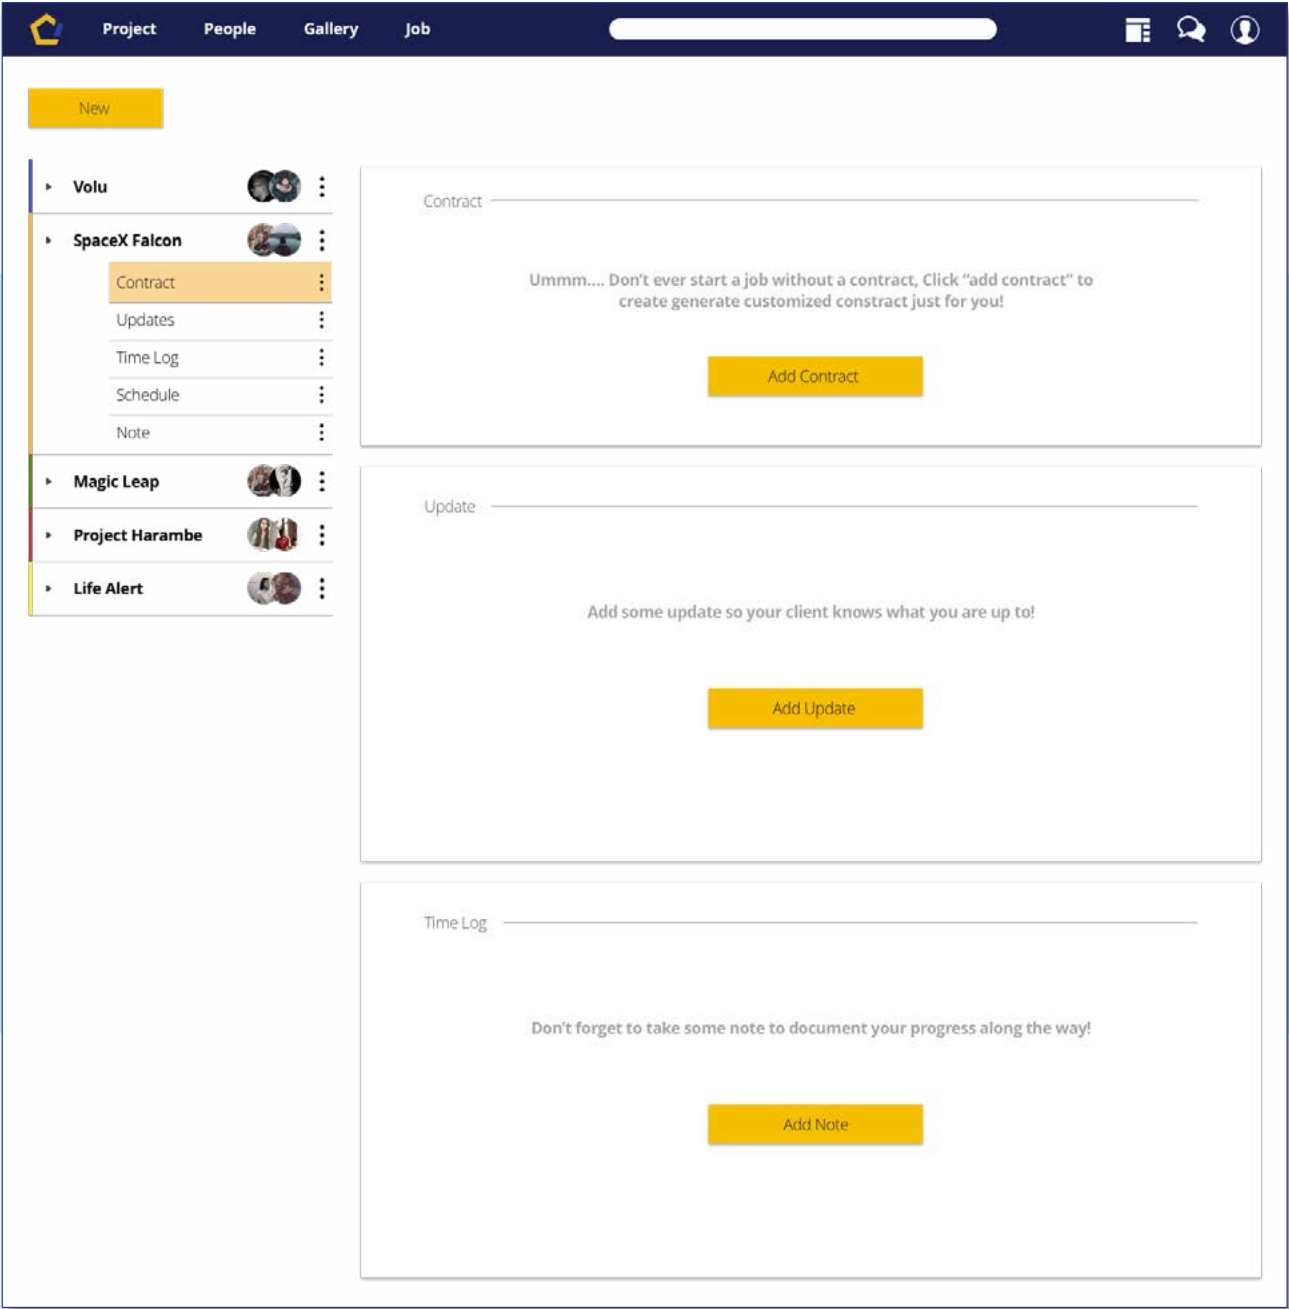 Project People Gallery Job
New
Volu
SpaceX Falcon
Contract
Updates
Time Log
Schedule
Note
Magic Leap
Project Harambe
Life Alert
Contract
Ummm.... Don't ever start a job without a contract, Click "add contract" to
create generate customized constract just for you!
Add Contract
Update
Add some update so your client knows what you are up to!
Add Update
Time Log
Don't forget to take some note to document your progress along the way!
Add Note